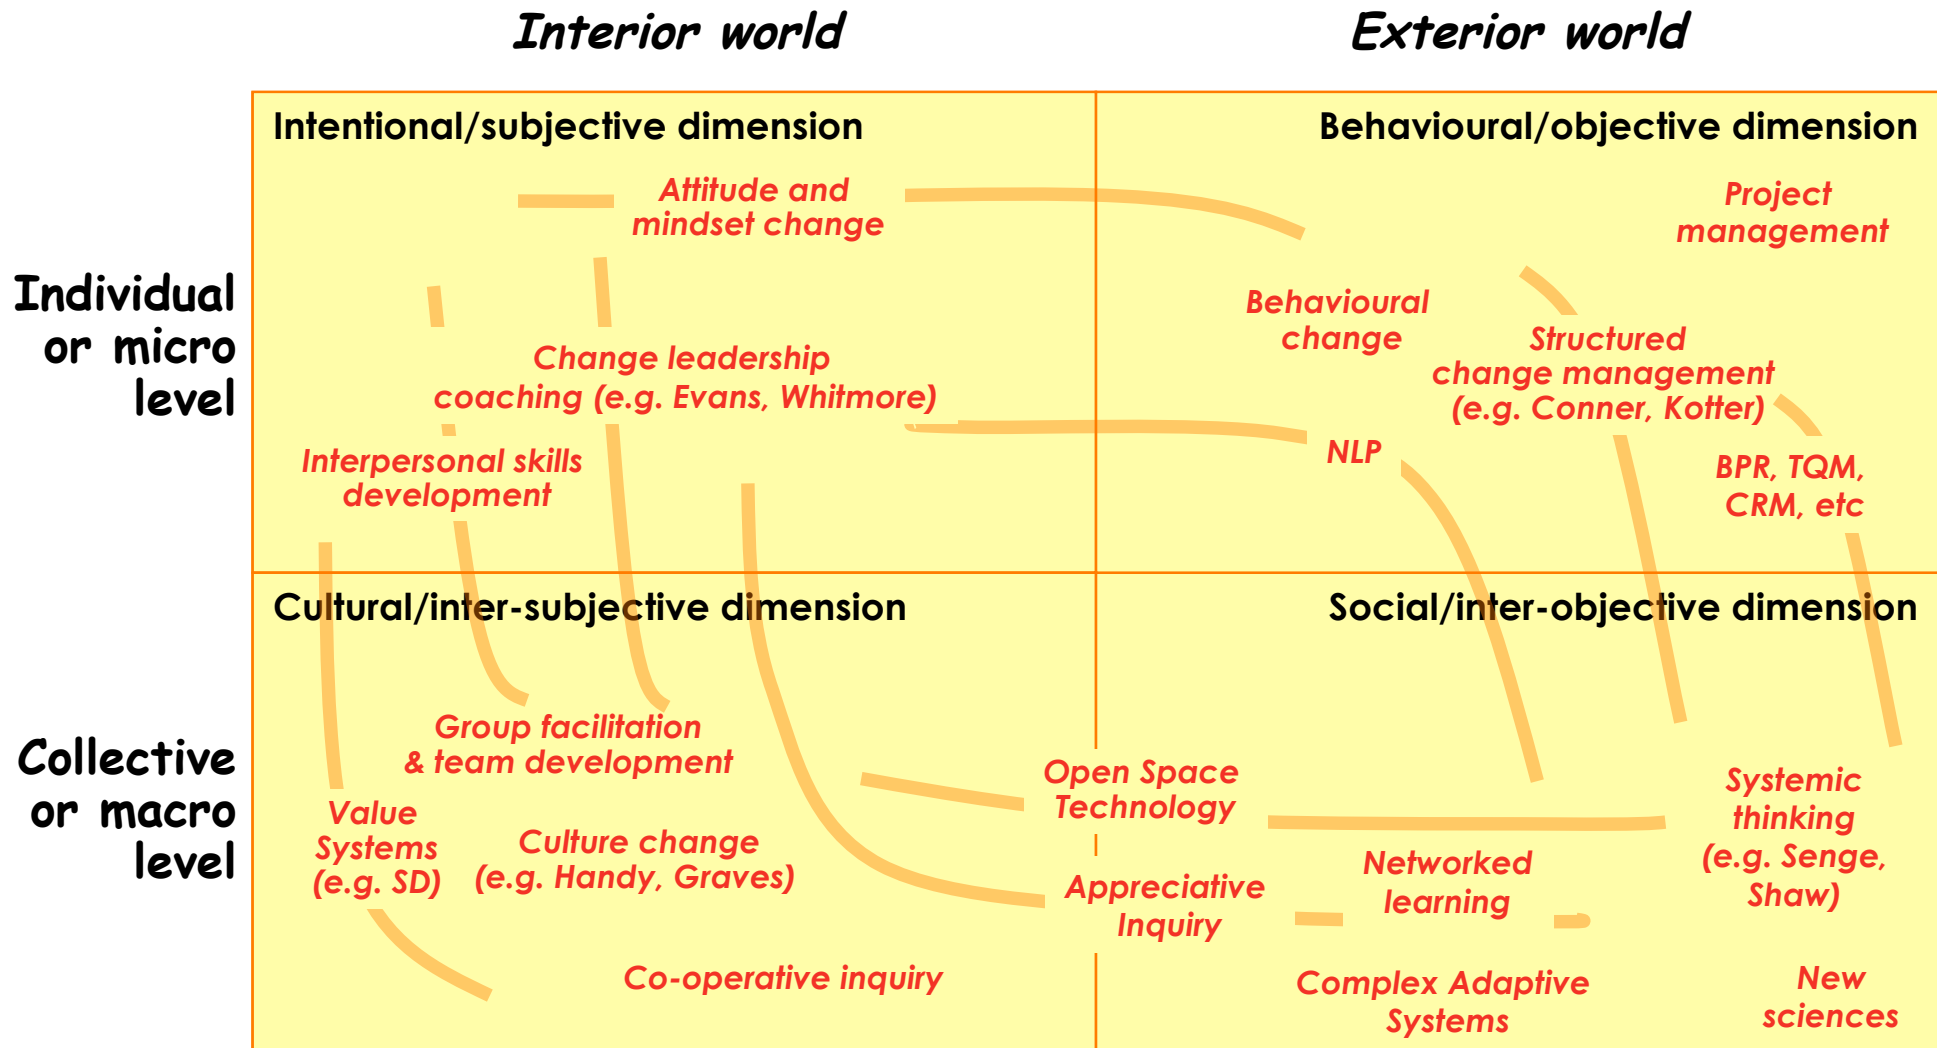 Interior world
Exterior world
Individual
or micro
level
Intentional/subjective dimension
Attitude and
mindset change
Change leadership
coaching (e.g. Evans, Whitmore)
Interpersonal skills
development
Behavioural/objective dimension
Project
management
Behavioural
change
Structured
change management
(e.g. Conner, Kotter)
NLP
BPR, TQM,
CRM, etc
Collective
or macro
level
Cultural/inter-subjective dimension
Group facilitation
& team development
Value
Systems
(e.g. SD)
Culture change
(e.g. Handy, Graves)
Co-operative inquiry
Open Space
Technology
Appreciative
Inquiry
Social/inter-objective dimension
Networked
learning
Systemic
thinking
(e.g. Senge,
Shaw)
Complex Adaptive
Systems
New
sciences